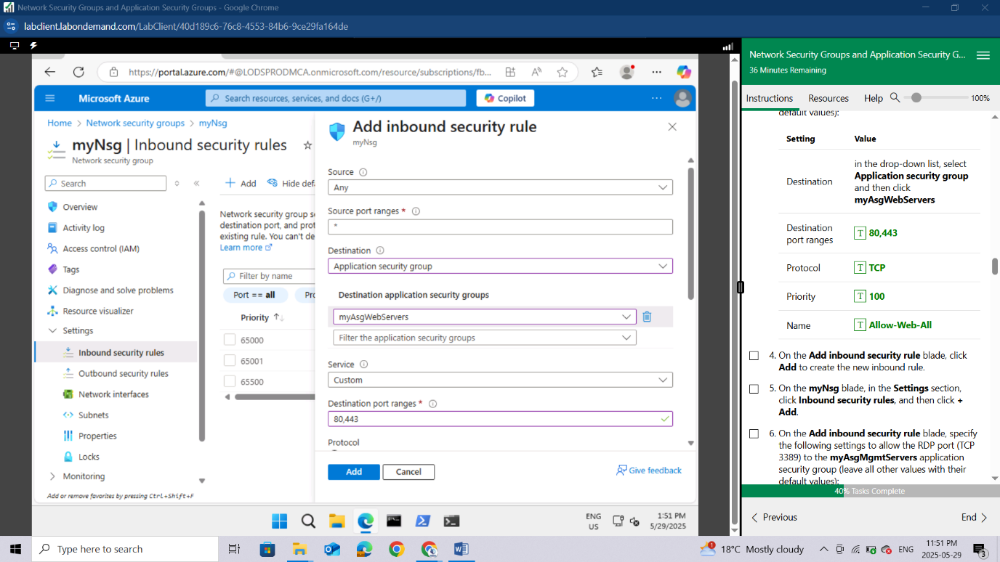 Network Security Groups and Application Security Groups - Google Chrome
labclient.labondemand.com/LabClient/40d189c6-76c8-4553-84b6-9ce29fa164de
https://portal.azure.com/#@LODSPRODMCA.onmicrosoft.com/resource/subscriptions/fb...
Microsoft Azure
Search resources, services, and docs (G+/)
Copilot
Home > Network security groups > myNsg
myNsg | Inbound security rules
Network security group
Search
Overview
Activity log
Access control (IAM)
Tags
Diagnose and solve problems
Resource visualizer
Settings
Inbound security rules
Outbound security rules
Network interfaces
Subnets
Properties
Locks
Monitoring
Add or remove favorites by pressing Ctrl+Shift+F
Add
Hide def
Network security group s
destination port, and prot
existing rule. You can't de
Learn more
Filter by name
Port == all
Pro
Priority
65000
65001
65500
Add inbound security rule
myNsg
Source
Any
Source port ranges *
*
Destination
Application security group
Destination application security groups
myAsgWebServers
Filter the application security groups
Service
Custom
Destination port ranges *
80,443
Protocol
Add
Cancel
Give feedback
ENG
US
1:51 PM
5/29/2025
Network Security Groups and Application Security G...
36 Minutes Remaining
Instructions
Resources
Help
100%
default values):
Setting Value
Destination
in the drop-down list, select
Application security group
and then click
myAsgWebServers
Destination
port ranges
T 80,443
Protocol
T TCP
Priority
T 100
Name
T Allow-Web-All
4. On the Add inbound security rule blade, click
Add to create the new inbound rule.
5. On the myNsg blade, in the Settings section,
click Inbound security rules, and then click +
Add.
6. On the Add inbound security rule blade, specify
the following settings to allow the RDP port (TCP
3389) to the myAsgMgmtServers application
security group (leave all other values with their
default values):
40% Tasks Complete
Previous
End
Type here to search
1
18°C Mostly cloudy
ENG
11:51 PM
2025-05-29
3